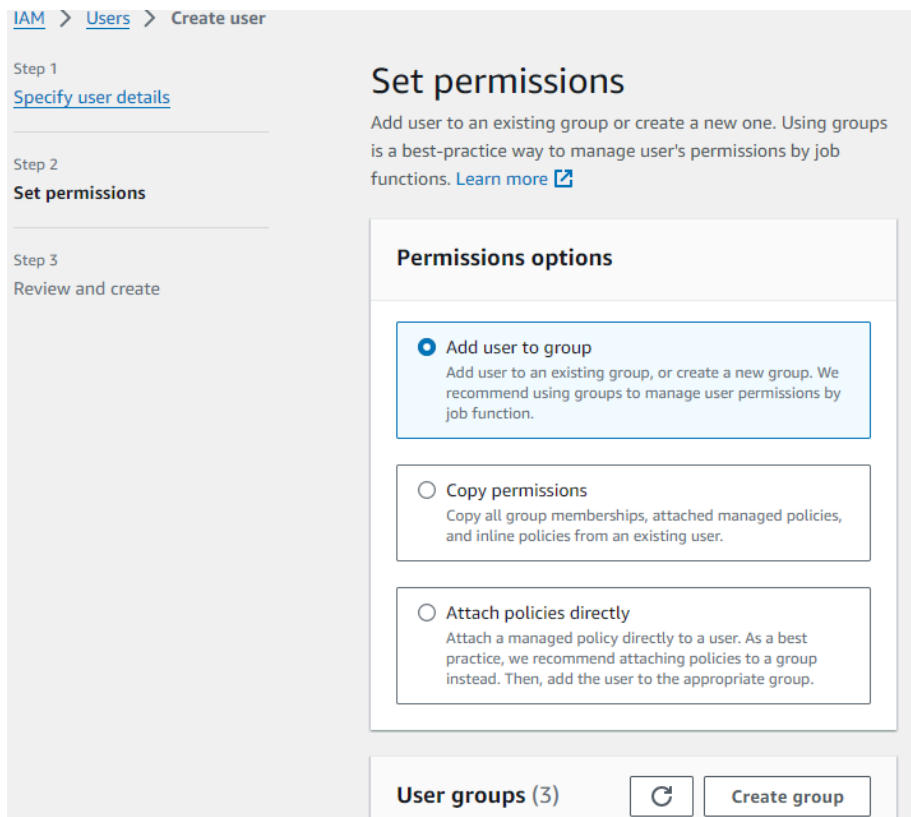 IAM > Users > Create user
Step 1
Specify user details
Step 2
Set permissions
Step 3
Review and create
Set permissions
Add user to an existing group or create a new one. Using groups
is a best-practice way to manage user's permissions by job
functions. Learn more
Permissions options
Add user to group
Add user to an existing group, or create a new group. We
recommend using groups to manage user permissions by
job function.
Copy permissions
Copy all group memberships, attached managed policies,
and inline policies from an existing user.
Attach policies directly
Attach a managed policy directly to a user. As a best
practice, we recommend attaching policies to a group
instead. Then, add the user to the appropriate group.
User groups (3)
Create group